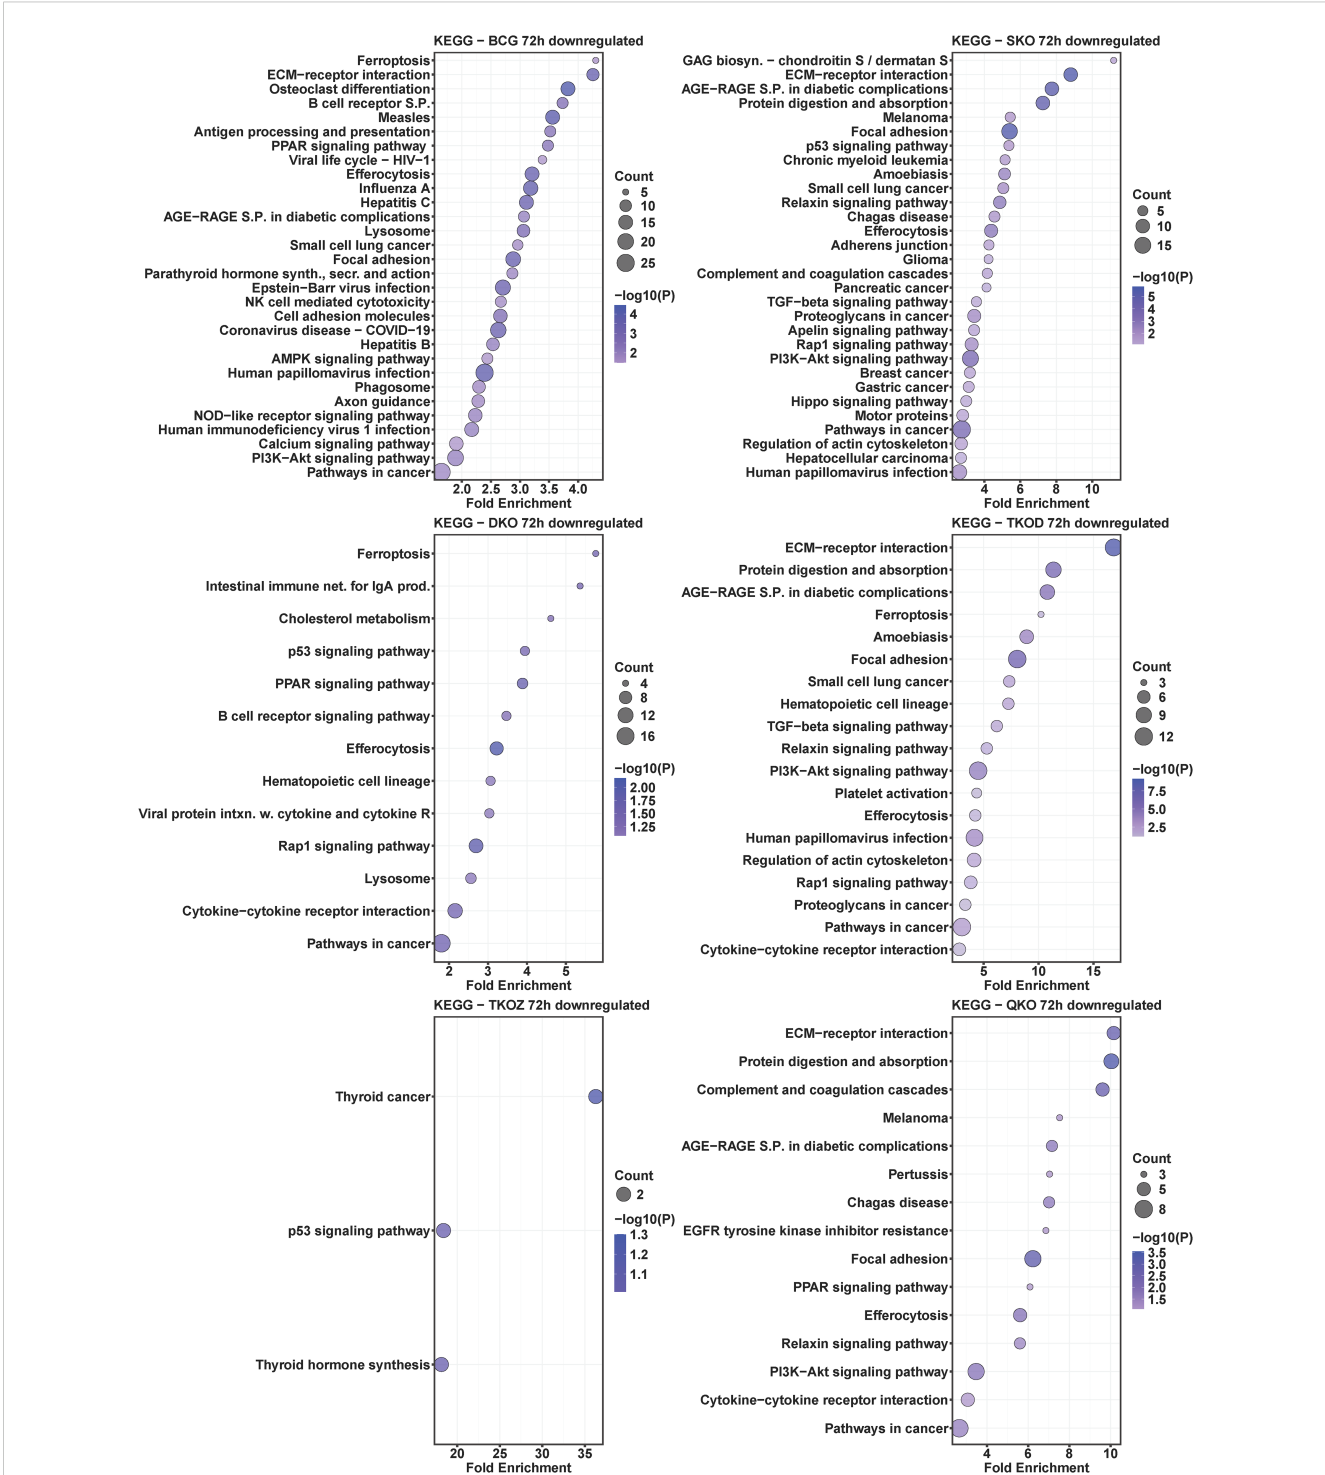 KEGG − BCG 72h downregulated
Ferroptosis
ECM−receptor interaction
Osteoclast differentiation
B cell receptor S.P.
Measles
Antigen processing and presentation
PPAR signaling pathway
Viral life cycle − HIV−1
Efferocytosis
Influenza A
Hepatitis C
AGE−RAGE S.P. in diabetic complications
Lysosome
Small cell lung cancer
Focal adhesion
Parathyroid hormone synth., secr. and action
Epstein−Barr virus infection
NK cell mediated cytotoxicity
Cell adhesion molecules
Coronavirus disease − COVID−19
Hepatitis B
AMPK signaling pathway
Human papillomavirus infection
Phagosome
Axon guidance
NOD−like receptor signaling pathway
Human immunodeficiency virus 1 infection
Calcium signaling pathway
PI3K−Akt signaling pathway
Pathways in cancer
2.0 2.5 3.0 3.5 4.0
Fold Enrichment
Count
5
10
15
20
25
−log10(P)
4
3
2
KEGG − SKO 72h downregulated
GAG biosyn. − chondroitin S / dermatan S
ECM−receptor interaction
AGE−RAGE S.P. in diabetic complications
Protein digestion and absorption
Melanoma
Focal adhesion
p53 signaling pathway
Chronic myeloid leukemia
Amoebiasis
Small cell lung cancer
Relaxin signaling pathway
Chagas disease
Efferocytosis
Adherens junction
Glioma
Complement and coagulation cascades
Pancreatic cancer
TGF−beta signaling pathway
Proteoglycans in cancer
Apelin signaling pathway
Rap1 signaling pathway
PI3K−Akt signaling pathway
Breast cancer
Gastric cancer
Hippo signaling pathway
Motor proteins
Pathways in cancer
Regulation of actin cytoskeleton
Hepatocellular carcinoma
Human papillomavirus infection
4 6 8 10
Fold Enrichment
Count
5
10
15
−log10(P)
5
4
3
2
KEGG − DKO 72h downregulated
Ferroptosis
Intestinal immune net. for IgA prod.
Cholesterol metabolism
p53 signaling pathway
PPAR signaling pathway
B cell receptor signaling pathway
Efferocytosis
Hematopoietic cell lineage
Viral protein intxn. w. cytokine and cytokine R
Rap1 signaling pathway
Lysosome
Cytokine−cytokine receptor interaction
Pathways in cancer
2 3 4 5
Fold Enrichment
Count
4
8
12
16
−log10(P)
2.00
1.75
1.50
1.25
KEGG − TKOD 72h downregulated
ECM−receptor interaction
Protein digestion and absorption
AGE−RAGE S.P. in diabetic complications
Ferroptosis
Amoebiasis
Focal adhesion
Small cell lung cancer
Hematopoietic cell lineage
TGF−beta signaling pathway
Relaxin signaling pathway
PI3K−Akt signaling pathway
Platelet activation
Efferocytosis
Human papillomavirus infection
Regulation of actin cytoskeleton
Rap1 signaling pathway
Proteoglycans in cancer
Pathways in cancer
Cytokine−cytokine receptor interaction
5 10 15
Fold Enrichment
Count
3
6
9
12
−log10(P)
7.5
5.0
2.5
KEGG − TKOZ 72h downregulated
Thyroid cancer
p53 signaling pathway
Thyroid hormone synthesis
20 25 30 35
Fold Enrichment
Count
2
−log10(P)
1.3
1.2
1.1
KEGG − QKO 72h downregulated
ECM−receptor interaction
Protein digestion and absorption
Complement and coagulation cascades
Melanoma
AGE−RAGE S.P. in diabetic complications
Pertussis
Chagas disease
EGFR tyrosine kinase inhibitor resistance
Focal adhesion
PPAR signaling pathway
Efferocytosis
Relaxin signaling pathway
PI3K−Akt signaling pathway
Cytokine−cytokine receptor interaction
Pathways in cancer
4 6 8 10
Fold Enrichment
Count
3
5
8
−log10(P)
3.5
3.0
2.5
2.0
1.5